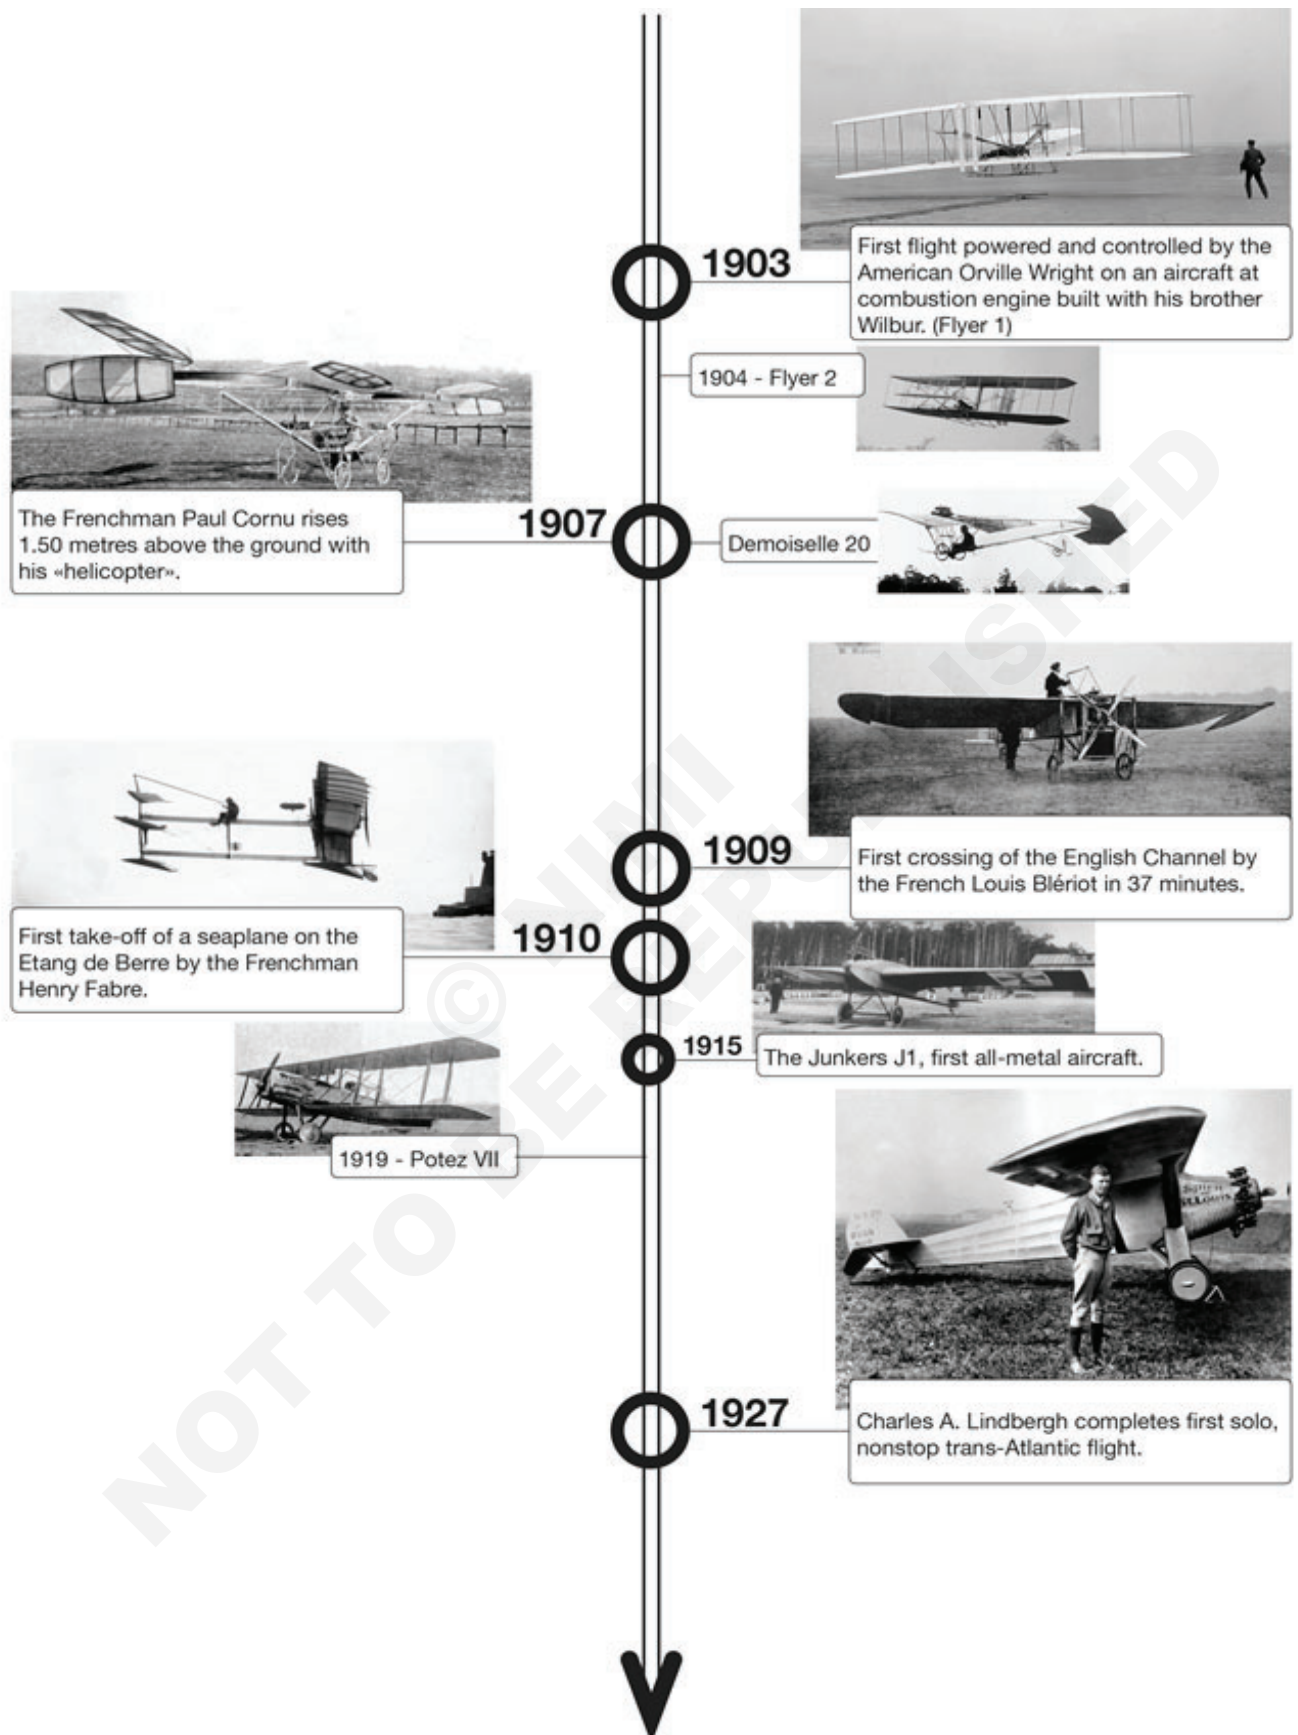 1903
First flight powered and controlled by the
American Orville Wright on an aircraft at
combustion engine built with his brother
Wilbur. (Flyer 1)
1904 - Flyer 2
The Frenchman Paul Cornu rises
1.50 metres above the ground with
his «helicopter».
1907
Demoiselle 20
1909
First crossing of the English Channel by
the French Louis Blériot in 37 minutes.
First take-off of a seaplane on the
Etang de Berre by the Frenchman
Henry Fabre.
1910
1915
The Junkers J1, first all-metal aircraft.
1919 - Potez VII
1927
Charles A. Lindbergh completes first solo,
nonstop trans-Atlantic flight.
© NIMI
NOT TO BE REPUBLISHED